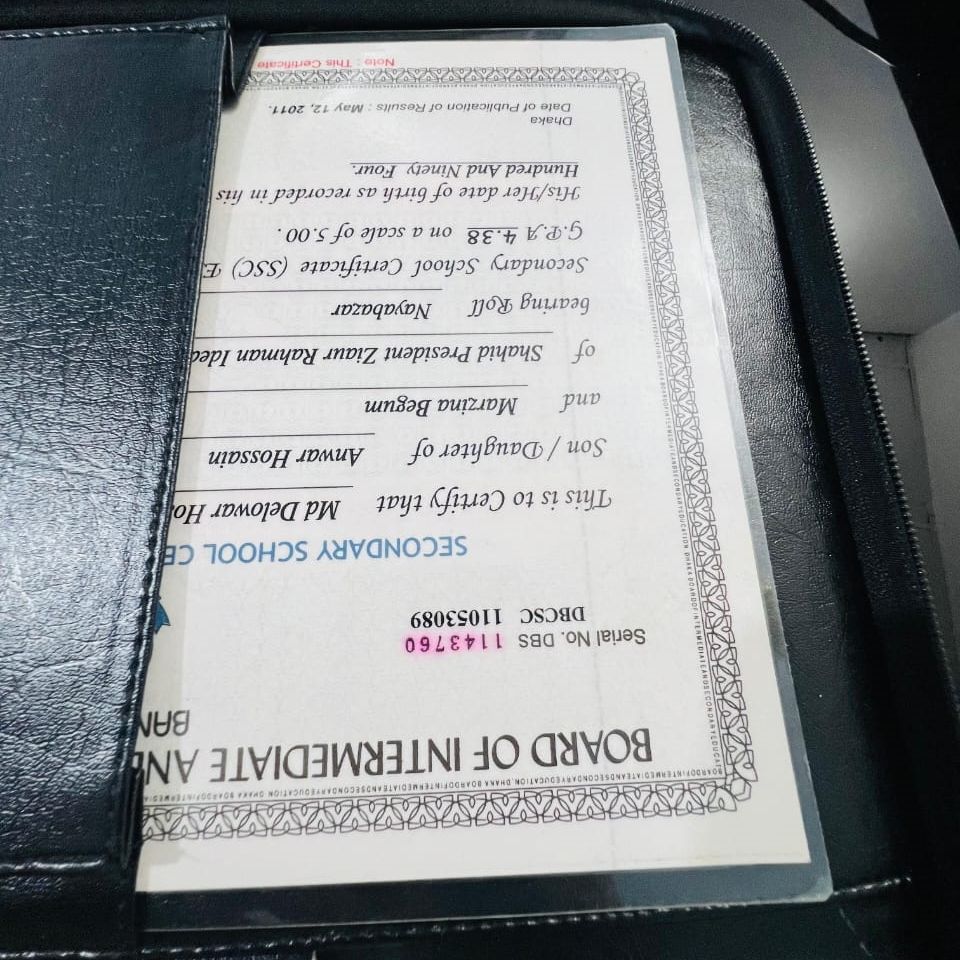 BOARD OF INTERMEDIATE AND
BAN
Serial No. DBS 1143760
DBCSC 11053089
SECONDARY SCHOOL CE
This is to Certify that Md Delowar Ho
Son / Daughter of Anwar Hossain
and Marzina Begum
of Shahid President Ziaur Rahman Idea
bearing Roll Nayabazar
Secondary School Certificate (SSC) E
G.P.A 4.38 on a scale of 5.00.
His/Her date of birth as recorded in his
Hundred And Ninety Four.
Dhaka
Date of Publication of Results : May 12, 2011.
Note : This Certificate